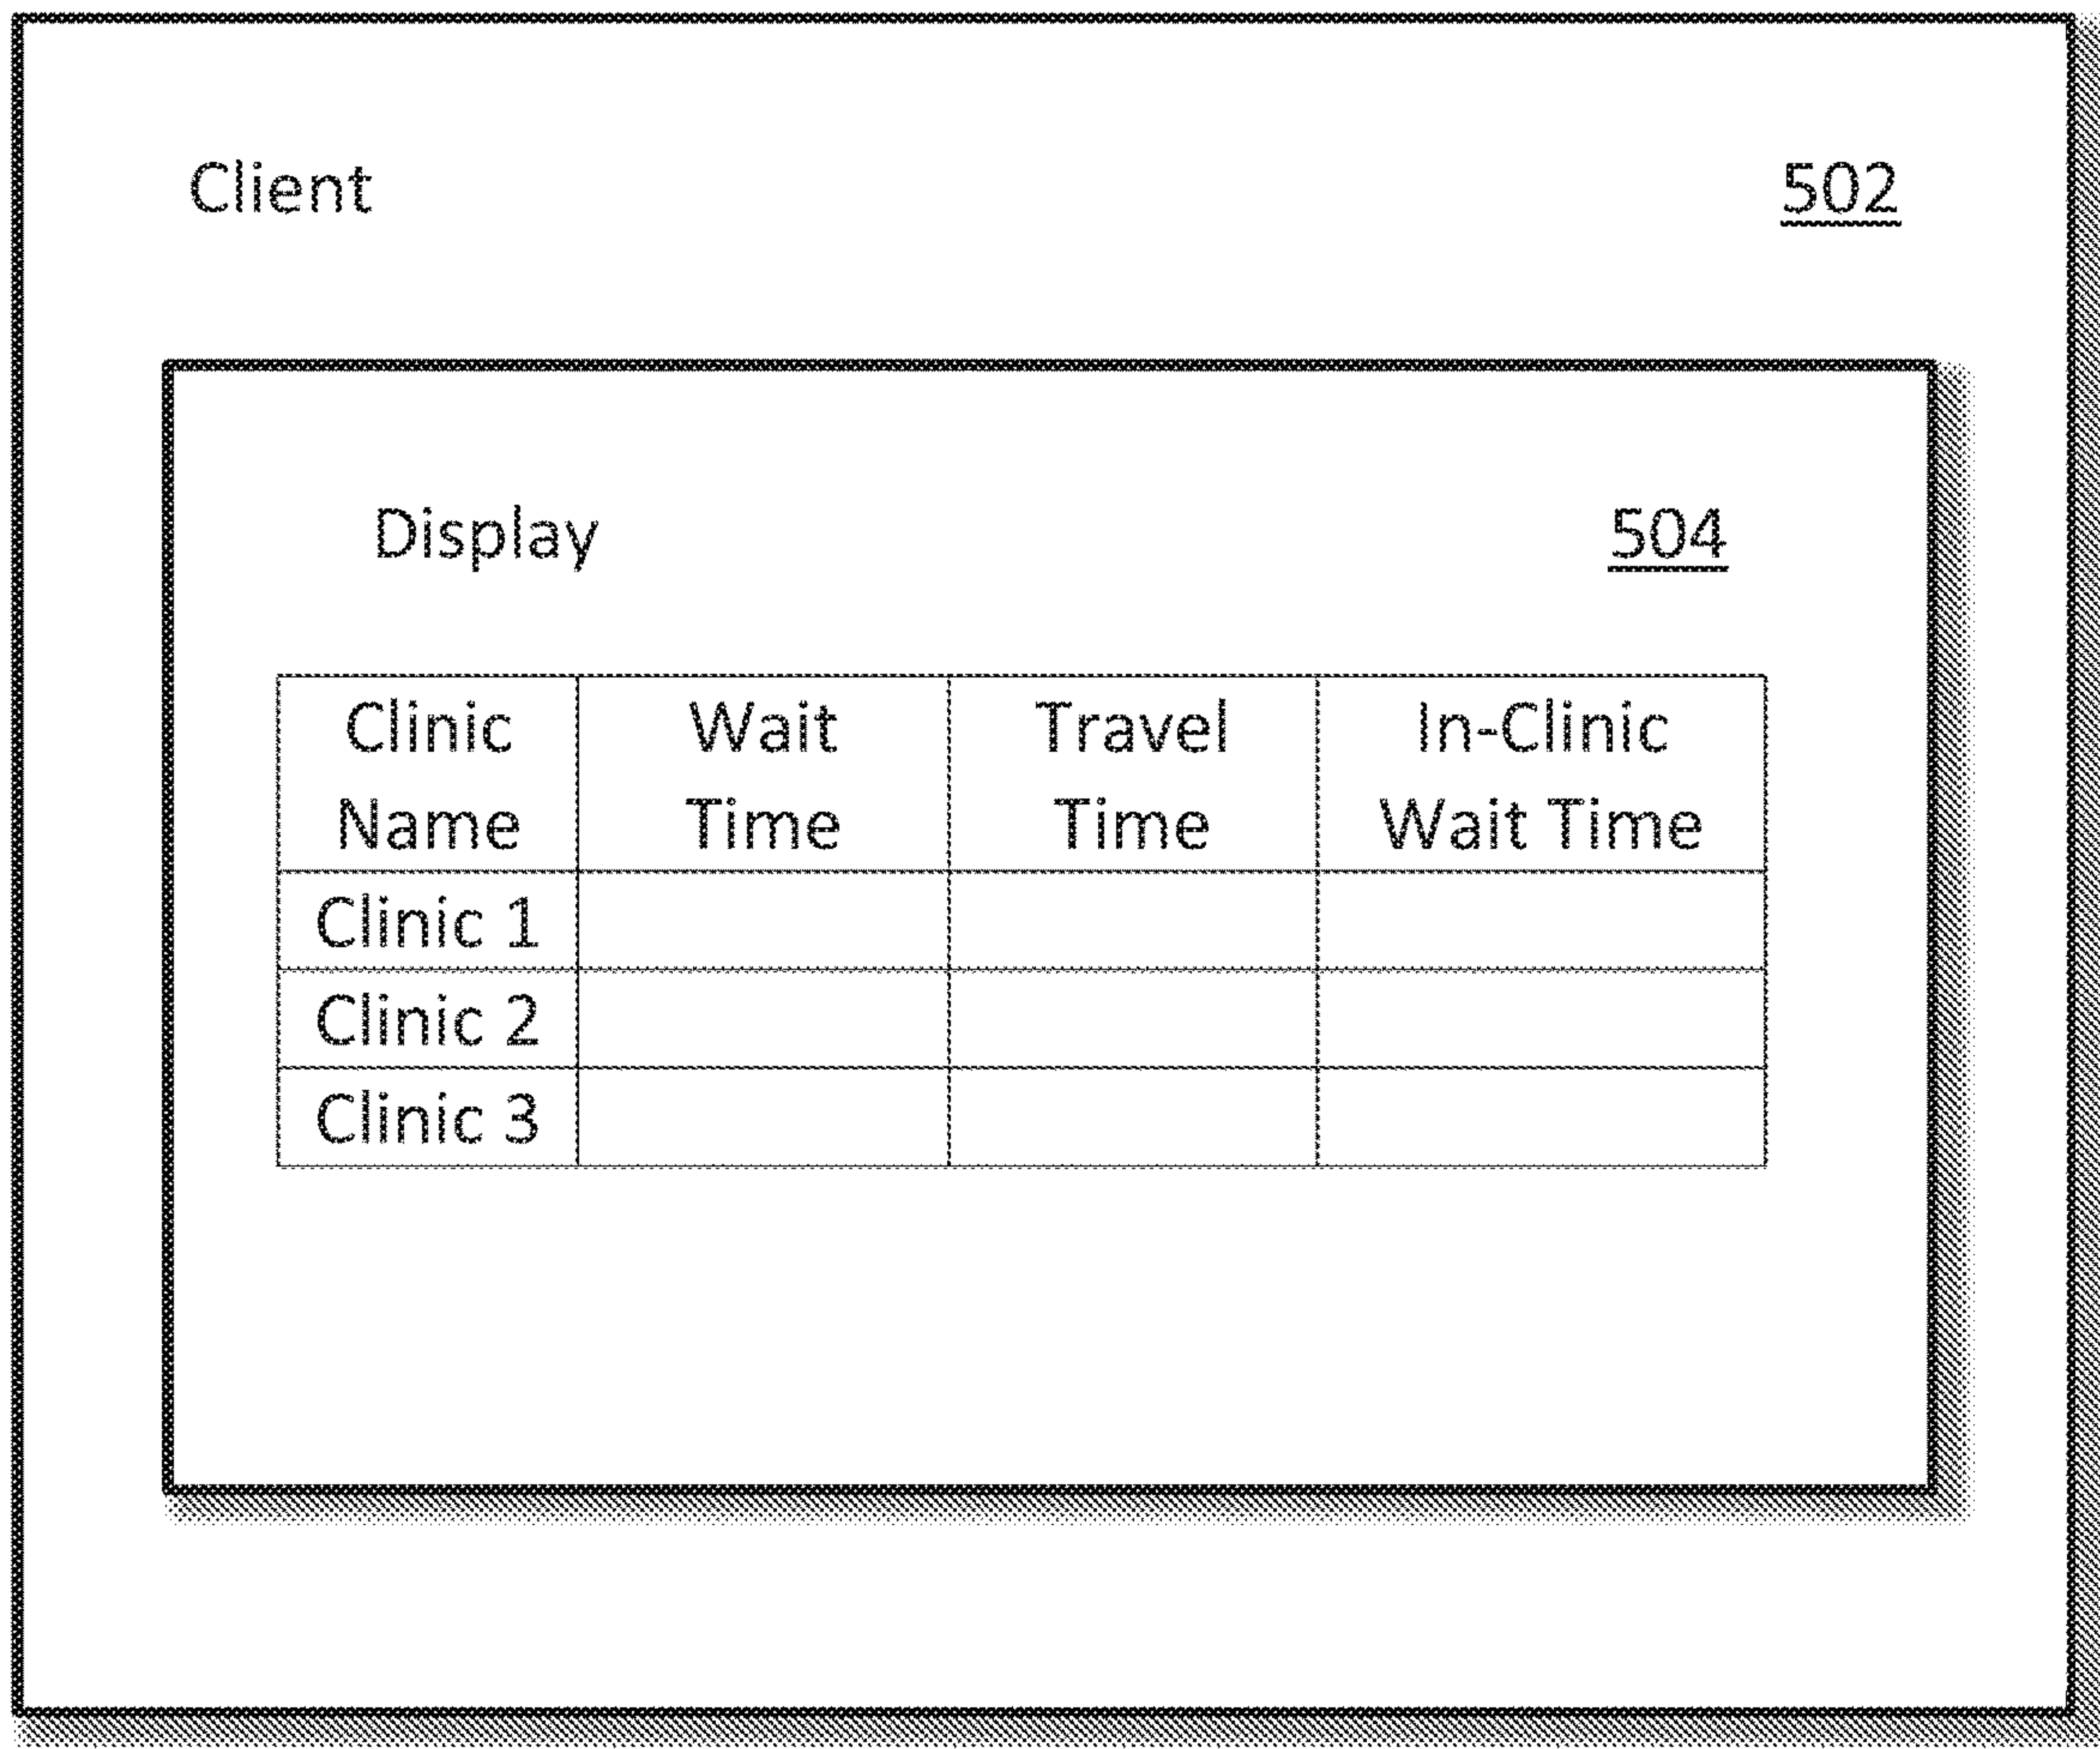 Client 502
Display 504
Clinic Name Wait Time Travel Time In-Clinic Wait Time
Clinic 1
Clinic 2
Clinic 3